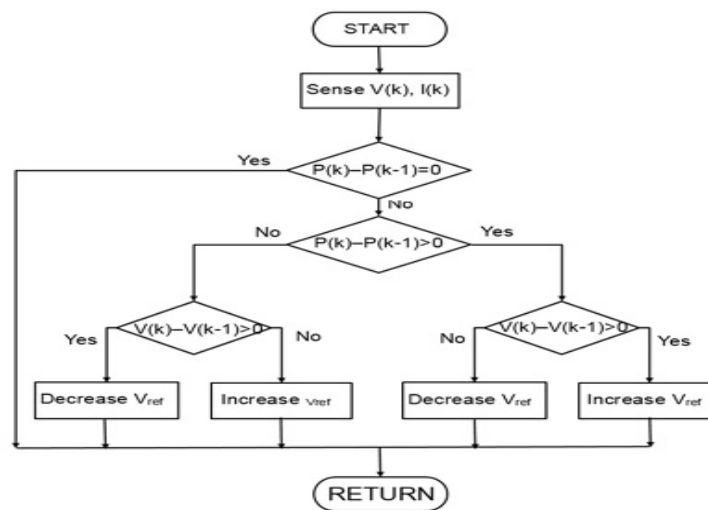 START
Sense V(k), I(k)
Yes
P(k)–P(k-1)=0
No
No
P(k)–P(k-1)>0
Yes
V(k)–V(k-1)>0
V(k)–V(k-1)>0
Yes
No
No
Yes
Decrease Vref
Increase Vref
Decrease Vref
Increase Vref
RETURN